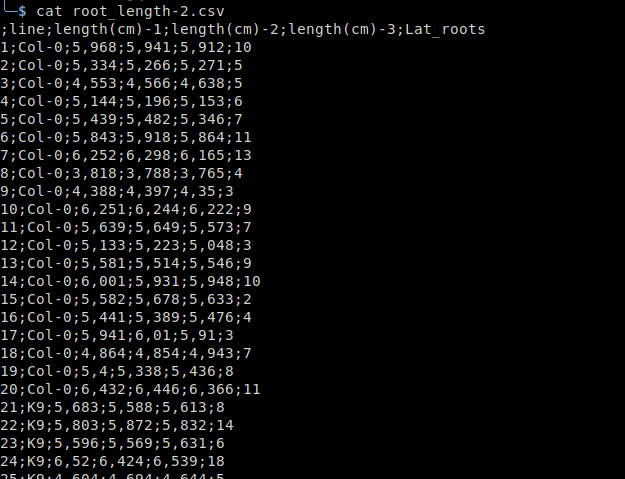 $ cat root_length-2.csv
;line;length(cm)-1;length(cm)-2;length(cm)-3;Lat_roots
1;Col-0;5,968;5,941;5,912;10
2;Col-0;5,334;5,266;5,271;5
3;Col-0;4,553;4,566;4,638;5
4;Col-0;5,144;5,196;5,153;6
5;Col-0;5,439;5,482;5,346;7
6;Col-0;5,843;5,918;5,864;11
7;Col-0;6,252;6,298;6,165;13
8;Col-0;3,818;3,788;3,765;4
9;Col-0;4,388;4,397;4,35;3
10;Col-0;6,251;6,244;6,222;9
11;Col-0;5,639;5,649;5,573;7
12;Col-0;5,133;5,223;5,048;3
13;Col-0;5,581;5,514;5,546;9
14;Col-0;6,001;5,931;5,948;10
15;Col-0;5,582;5,678;5,633;2
16;Col-0;5,441;5,389;5,476;4
17;Col-0;5,941;6,01;5,91;3
18;Col-0;4,864;4,854;4,943;7
19;Col-0;5,4;5,338;5,436;8
20;Col-0;6,432;6,446;6,366;11
21;K9;5,683;5,588;5,613;8
22;K9;5,803;5,872;5,832;14
23;K9;5,596;5,569;5,631;6
24;K9;6,52;6,424;6,539;18
25;K9;4,604;4,694;4,644;5